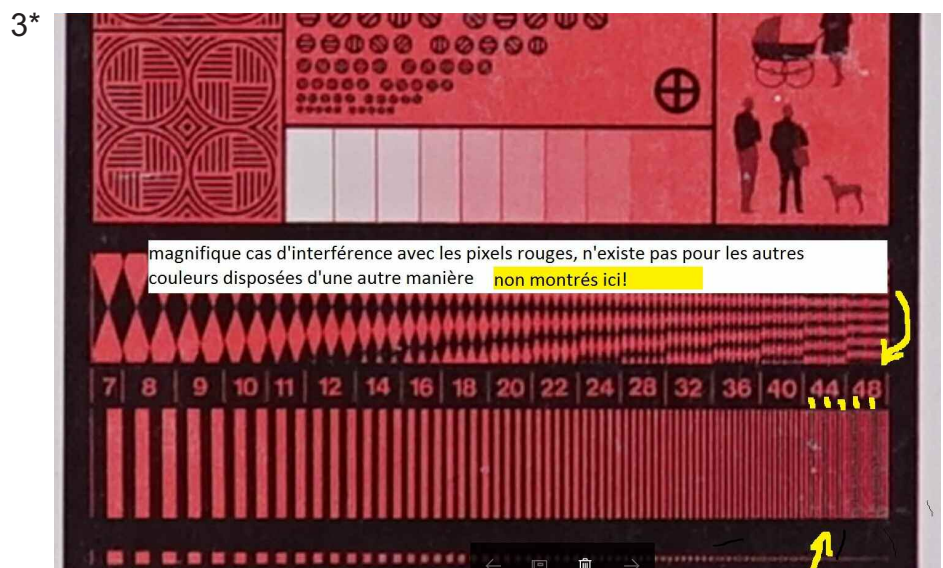 3*
magnifique cas d'interférence avec les pixels rouges, n'existe pas pour les autres
couleurs disposées d'une autre manière non montrés ici!
7 8 9 10 11 12 14 16 18 20 22 24 28 32 36 40 44 48